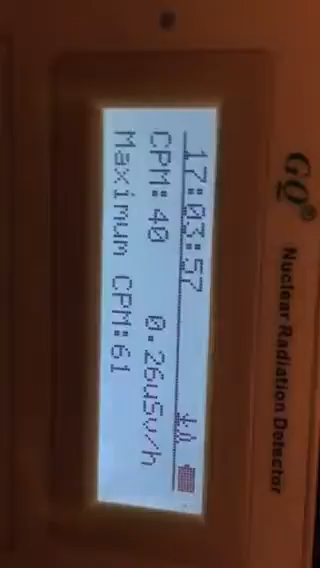 GQ® Nuclear Radiation Detector
17:03:57
CPM:40 0.26uSv/h
Maximum CPM:61